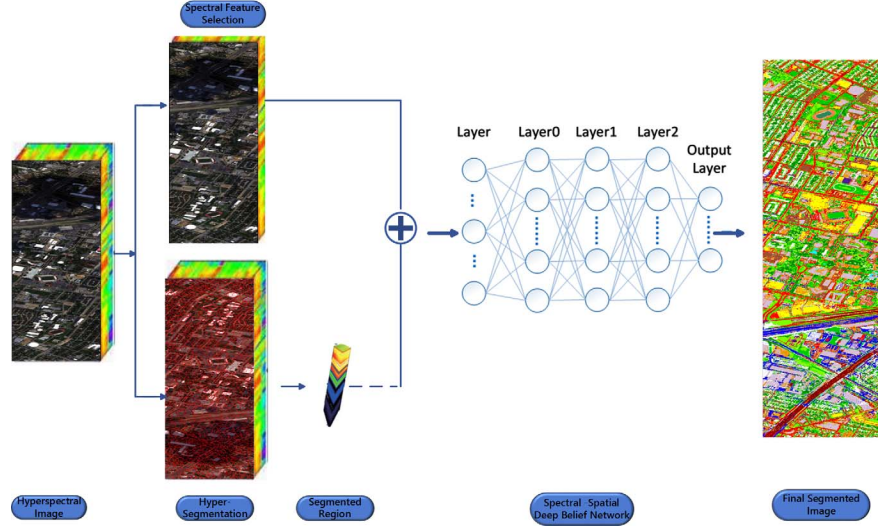 Spectral Feature
Selection
Layer
Layer0
Layer1
Layer2
Output
Layer
Hyperspectral
Image
Hyper-
Segmentation
Segmented
Region
Spectral -Spatial
Deep Belief Network
Final Segmented
Image